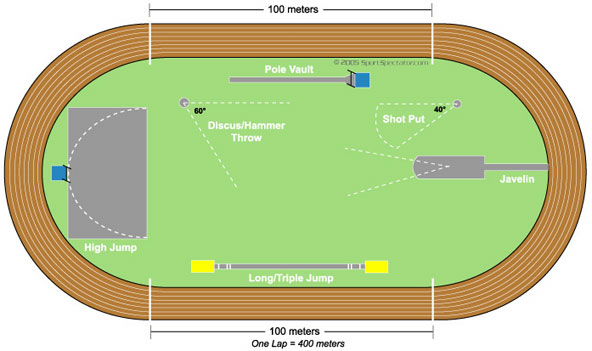 100 meters
© 2005 SportSpectator.com
Pole Vault
60°
40°
Discus/Hammer
Throw
Shot Put
Javelin
High Jump
Long/Triple Jump
100 meters
One Lap = 400 meters